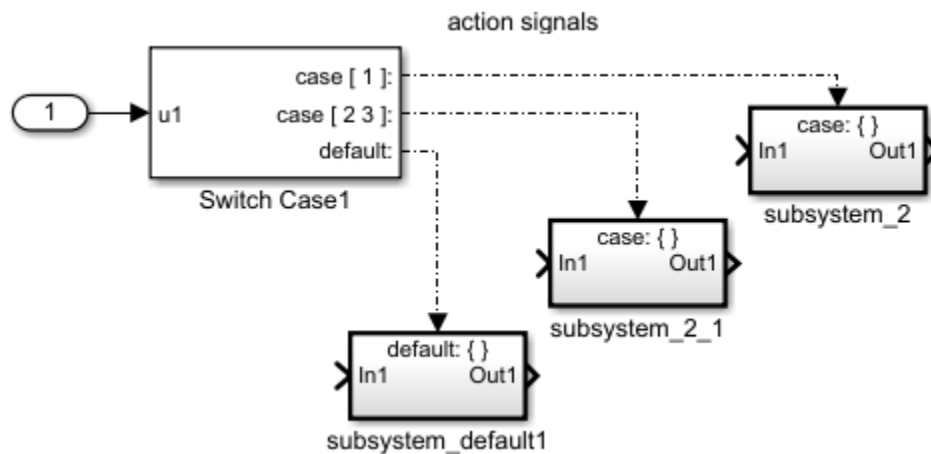 action signals
1
u1
case [ 1 ]:
case [ 2 3 ]:
default:
Switch Case1
case: { }
In1
Out1
subsystem_2
case: { }
In1
Out1
subsystem_2_1
default: { }
In1
Out1
subsystem_default1